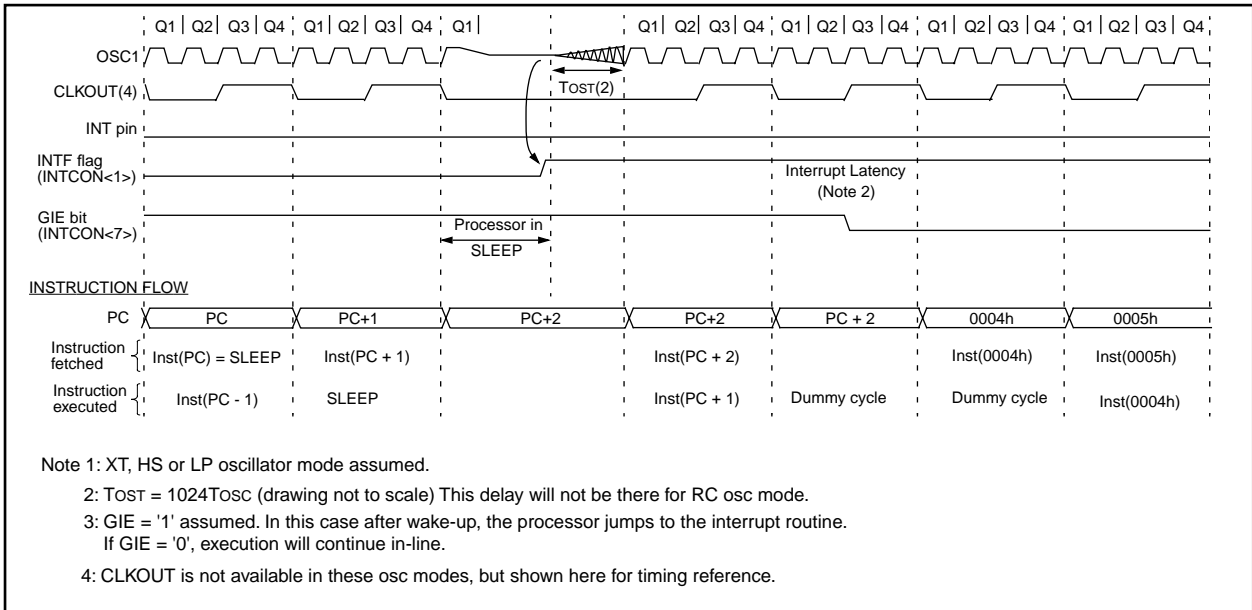 Q1 Q2 Q3 Q4 Q1 Q2 Q3 Q4 Q1 Q1 Q2 Q3 Q4 Q1 Q2 Q3 Q4 Q1 Q2 Q3 Q4 Q1 Q2 Q3 Q4
OSC1
TOST(2)
CLKOUT(4)
INT pin
INTF flag
(INTCON<1>)
Interrupt Latency
(Note 2)
GIE bit
(INTCON<7>)
Processor in
SLEEP
INSTRUCTION FLOW
PC PC PC+1 PC+2 PC+2 PC + 2 0004h 0005h
Instruction
fetched
Inst(PC) = SLEEP Inst(PC + 1) Inst(PC + 2) Inst(0004h) Inst(0005h)
Instruction
executed
Inst(PC - 1) SLEEP Inst(PC + 1) Dummy cycle Dummy cycle Inst(0004h)
Note 1: XT, HS or LP oscillator mode assumed.
2: TOST = 1024TOSC (drawing not to scale) This delay will not be there for RC osc mode.
3: GIE = '1' assumed. In this case after wake-up, the processor jumps to the interrupt routine.
If GIE = '0', execution will continue in-line.
4: CLKOUT is not available in these osc modes, but shown here for timing reference.